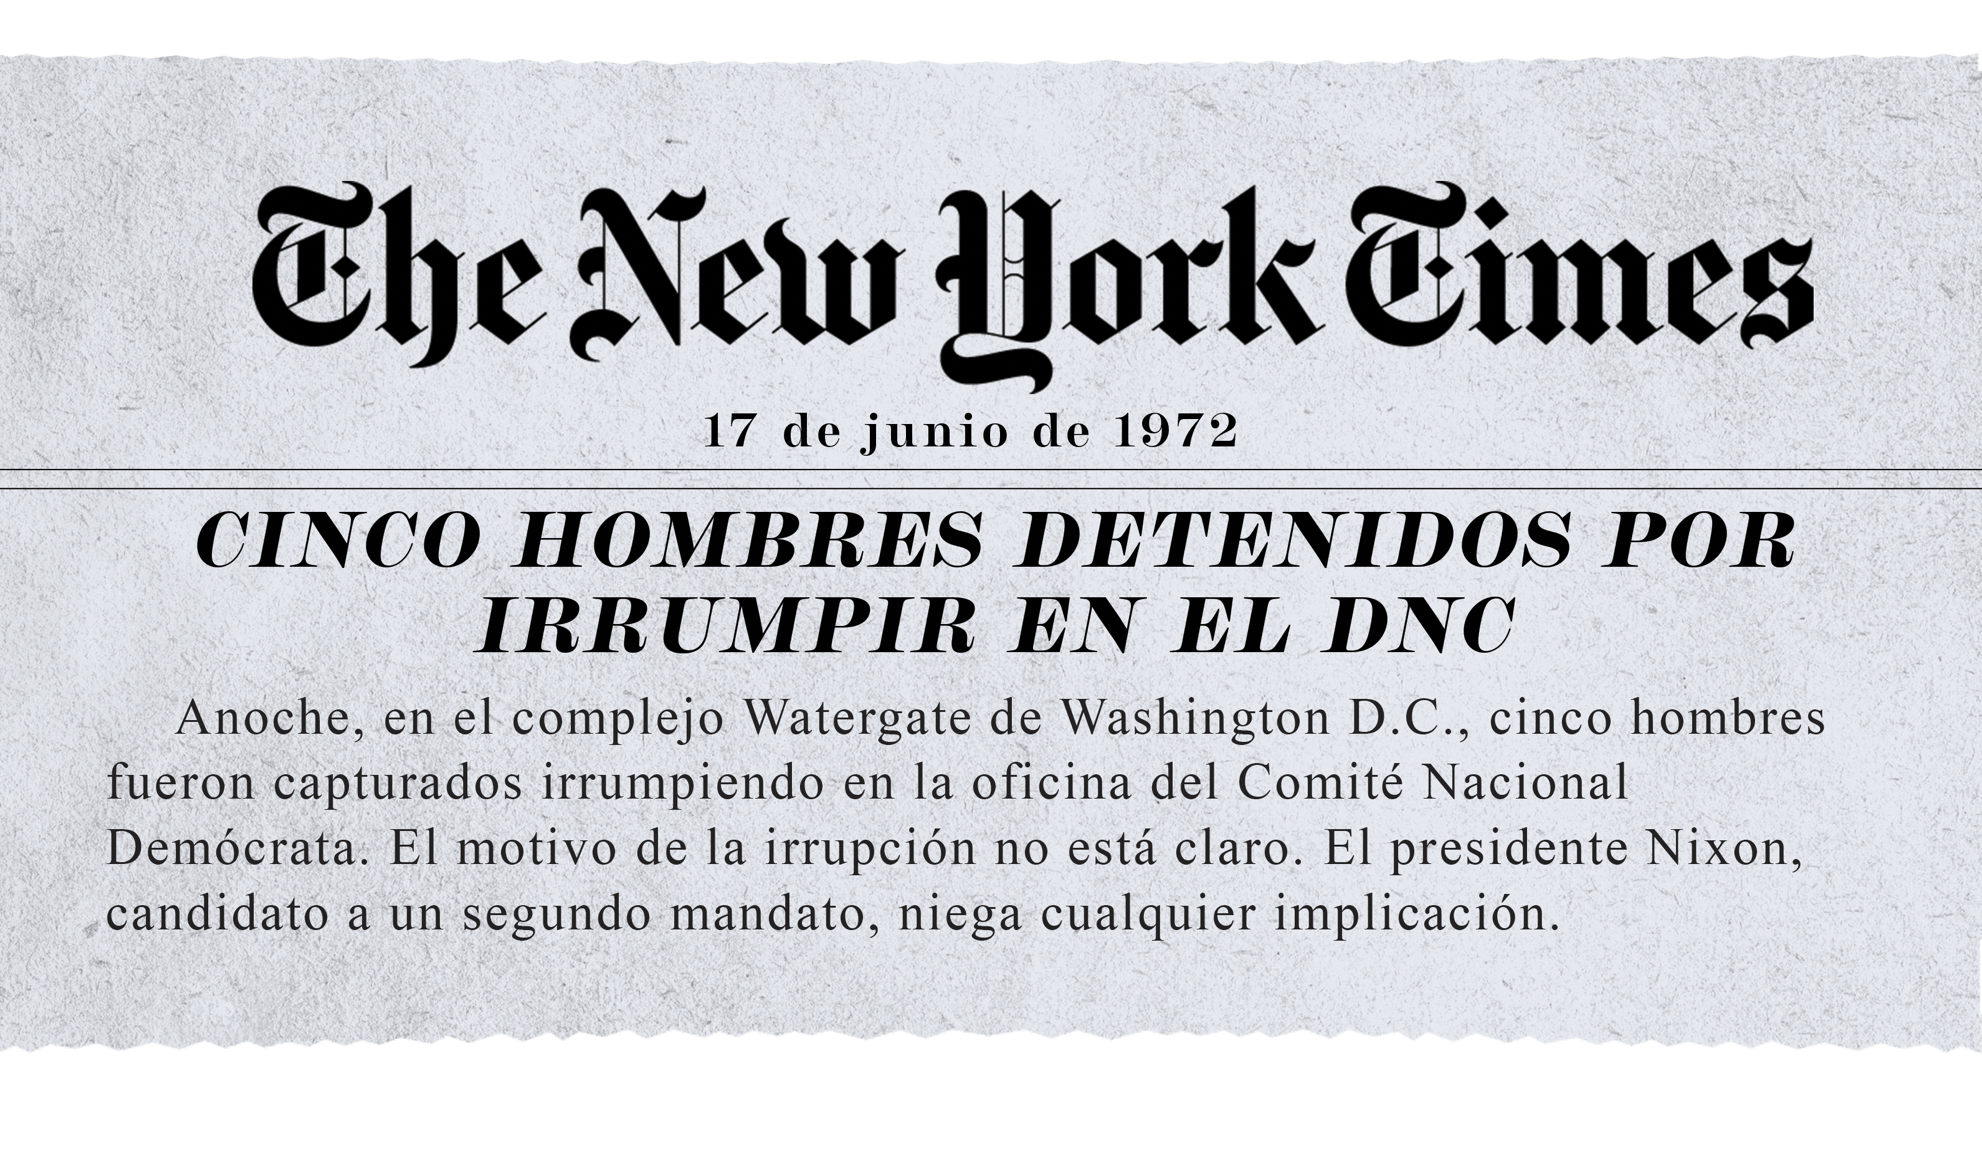 The New York Times
17 de junio de 1972
CINCO HOMBRES DETENIDOS POR
IRRUMPIR EN EL DNC
Anoche, en el complejo Watergate de Washington D.C., cinco hombres
fueron capturados irrumpiendo en la oficina del Comité Nacional
Demócrata. El motivo de la irrupción no está claro. El presidente Nixon,
candidato a un segundo mandato, niega cualquier implicación.